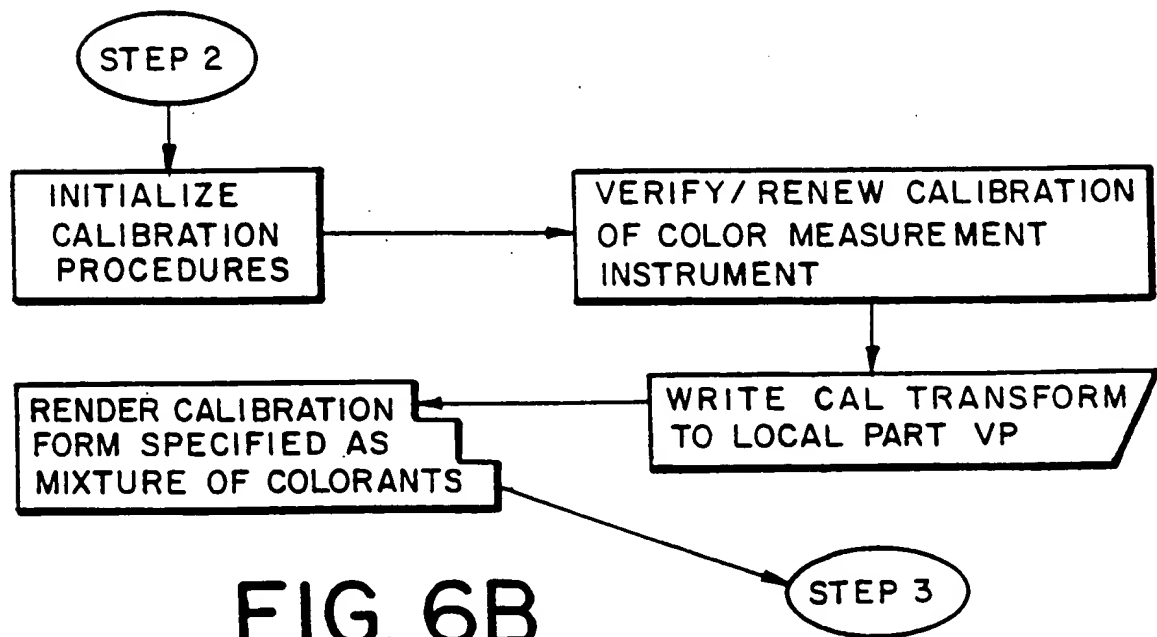 STEP 2
INITIALIZE
CALIBRATION
PROCEDURES
VERIFY/RENEW CALIBRATION
OF COLOR MEASUREMENT
INSTRUMENT
WRITE CAL TRANSFORM
TO LOCAL PART VP
RENDER CALIBRATION
FORM SPECIFIED AS
MIXTURE OF COLORANTS
STEP 3
FIG. 6B